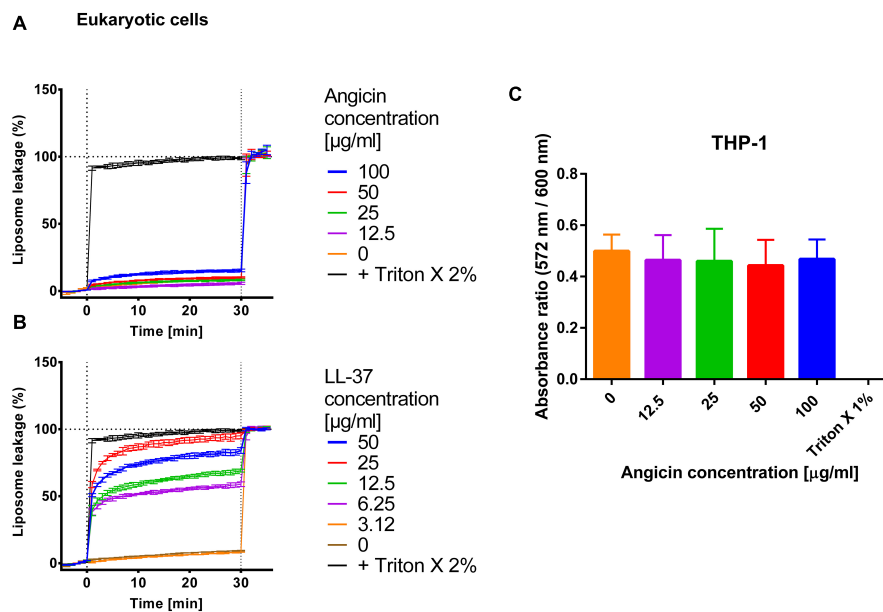 A
Eukaryotic cells
Liposome leakage (%)
150
100
50
0
0
10
20
30
Time [min]
Angicin
concentration
[µg/ml]
100
50
25
12.5
0
+ Triton X 2%
B
Liposome leakage (%)
150
100
50
0
0
10
20
30
Time [min]
LL-37
concentration
[µg/ml]
50
25
12.5
6.25
3.12
0
+ Triton X 2%
C
THP-1
Absorbance ratio (572 nm / 600 nm)
0.8
0.6
0.4
0.2
0.0
0
12.5
25
50
100
Triton X 1%
Angicin concentration [µg/ml]